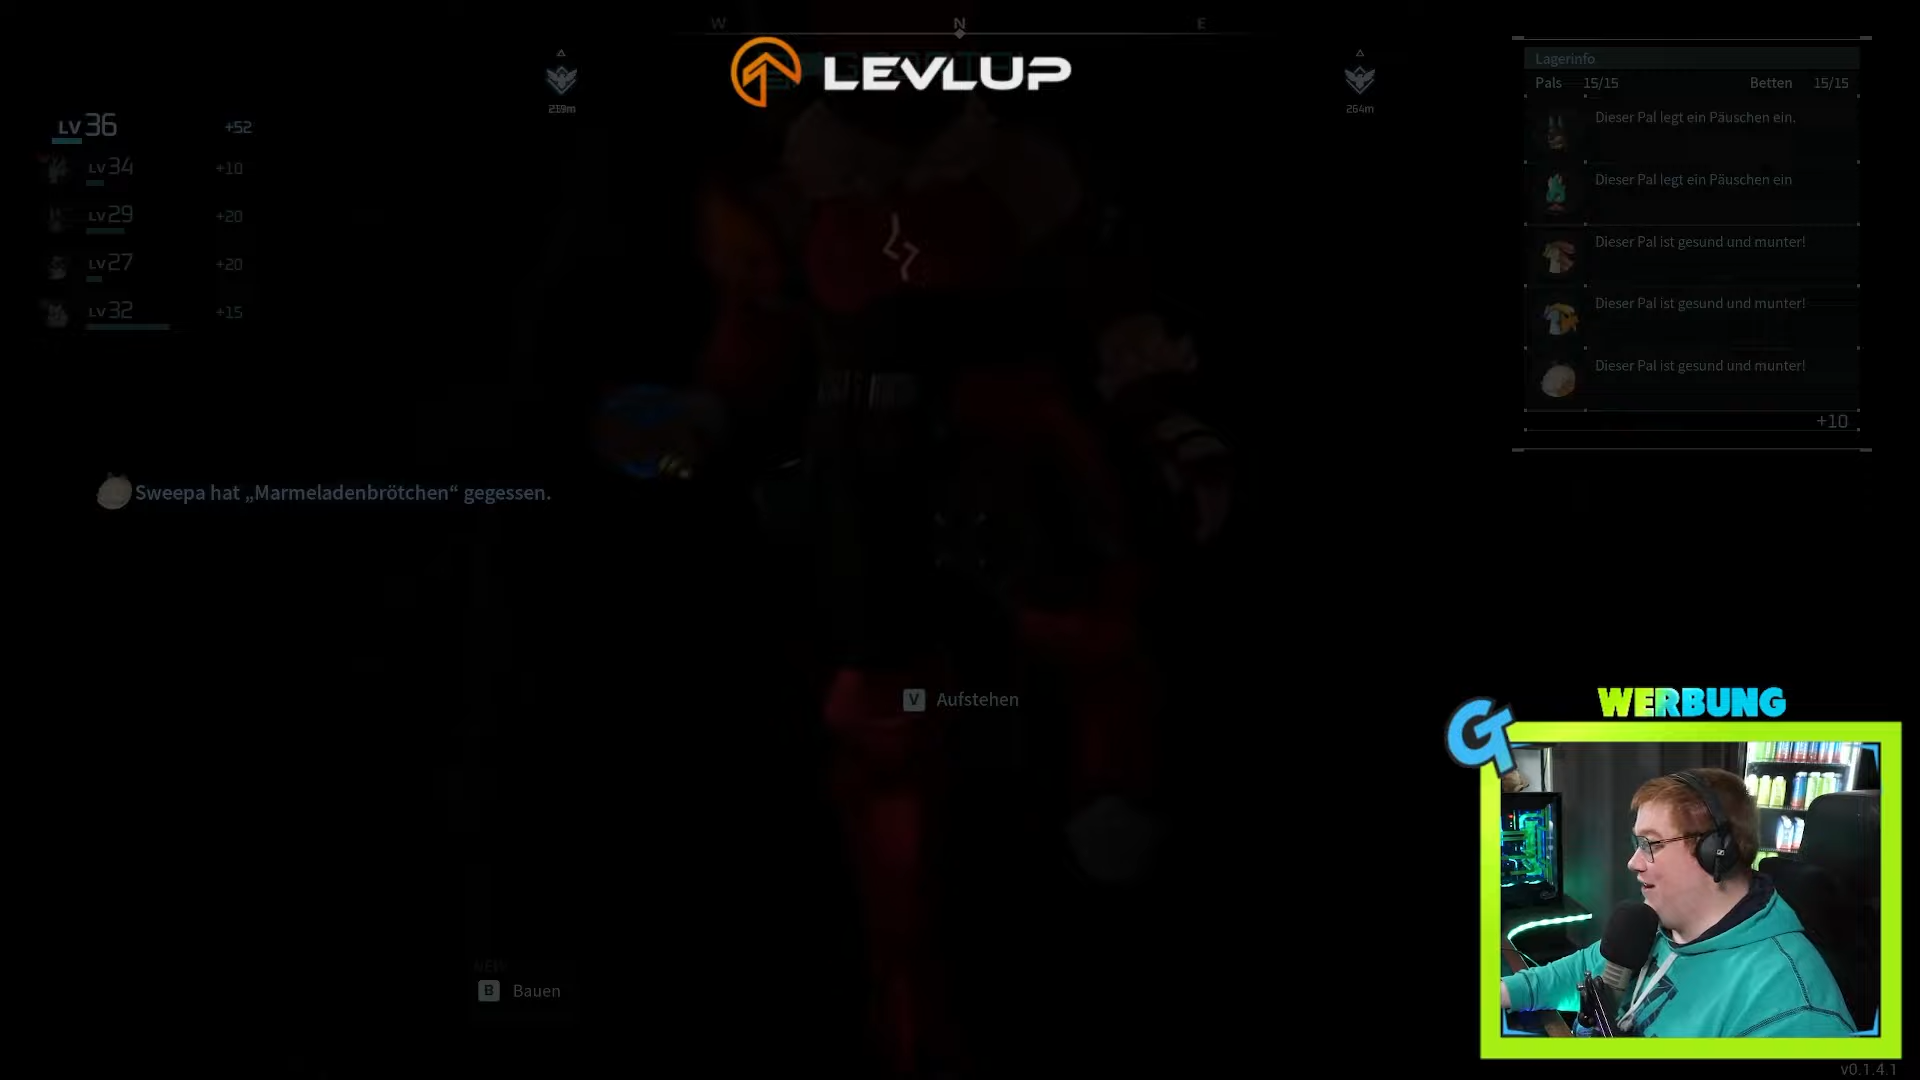 W N E
LEVLUP
219m
264m
LV 36 +52
LV 34 +10
LV 29 +20
LV 27 +20
LV 32 +15
Lagerinfo
Pals 15/15 Betten 15/15
Dieser Pal legt ein Päuschen ein.
Dieser Pal legt ein Päuschen ein
Dieser Pal ist gesund und munter!
Dieser Pal ist gesund und munter!
Dieser Pal ist gesund und munter!
+10
Sweepa hat „Marmeladenbrötchen“ gegessen.
V Aufstehen
WERBUNG
G
B Bauen
v0.1.4.1